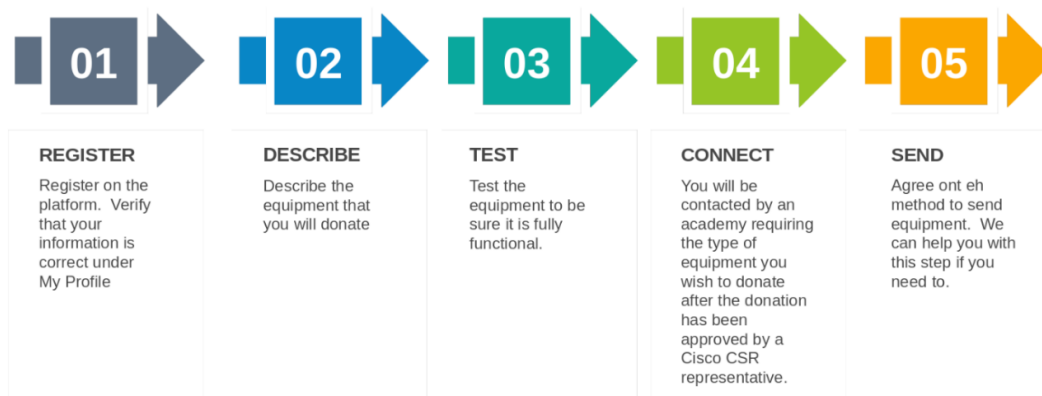 01
REGISTER
Register on the
platform.  Verify
that your
information is
correct under
My Profile
02
DESCRIBE
Describe the
equipment that
you will donate
03
TEST
Test the
equipment to be
sure it is fully
functional.
04
CONNECT
You will be
contacted by an
academy requiring
the type of
equipment you
wish to donate
after the donation
has been
approved by a
Cisco CSR
representative.
05
SEND
Agree ont eh
method to send
equipment.  We
can help you with
this step if you
need to.